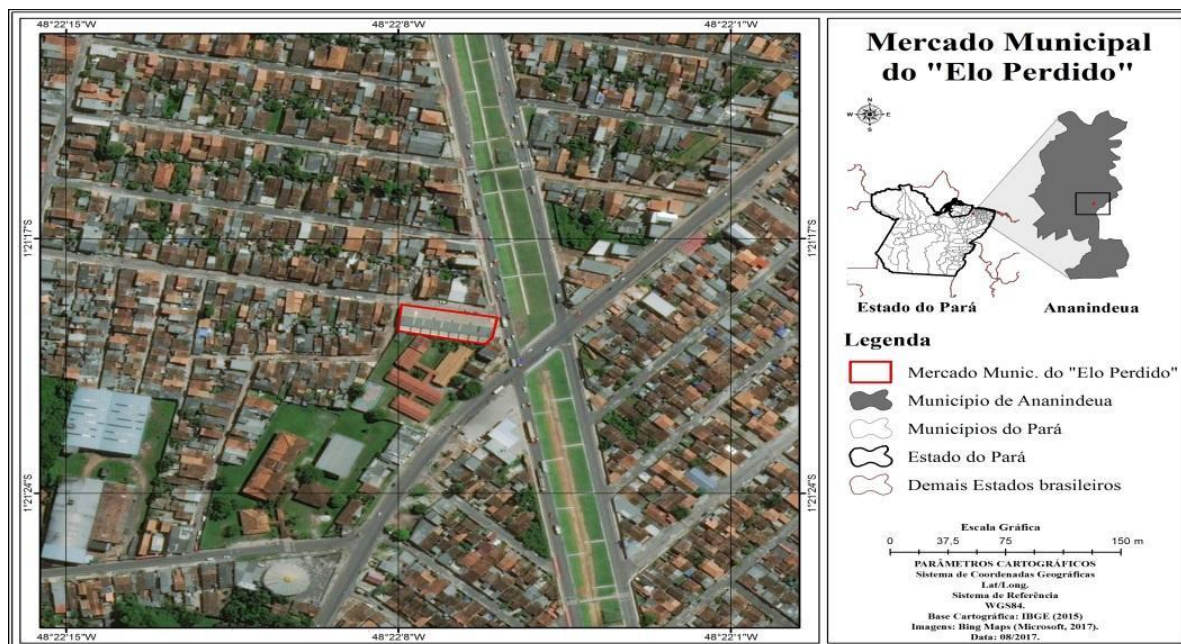 48°22'15"W
48°22'8"W
48°22'1"W
1°21'17"S
1°21'17"S
1°21'24"S
1°21'24"S
48°22'15"W
48°22'8"W
48°22'1"W
Mercado Municipal
do "Elo Perdido"
N
W
E
S
Estado do Pará
Ananindeua
Legenda
Mercado Munic. do "Elo Perdido"
Município de Ananindeua
Municípios do Pará
Estado do Pará
Demais Estados brasileiros
Escala Gráfica
0 37,5 75 150 m
PARÂMETROS CARTOGRÁFICOS
Sistema de Coordenadas Geográficas
Lat/Long.
Sistema de Referência
WGS84.
Base Cartográfica: IBGE (2015)
Imagens: Bing Maps (Microsoft, 2017).
Data: 08/2017.